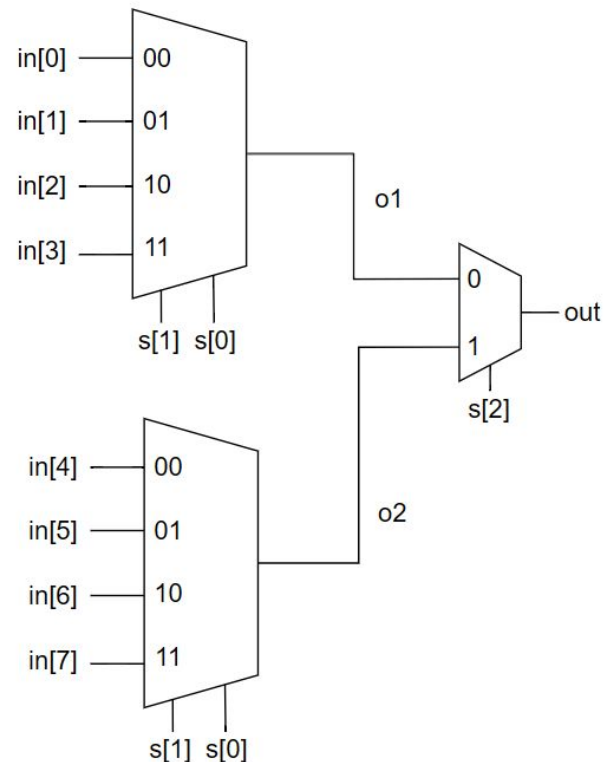 in[0] 00
in[1] 01
in[2] 10
in[3] 11
s[1] s[0]
o1
0
1
out
s[2]
in[4] 00
in[5] 01
in[6] 10
in[7] 11
s[1] s[0]
o2